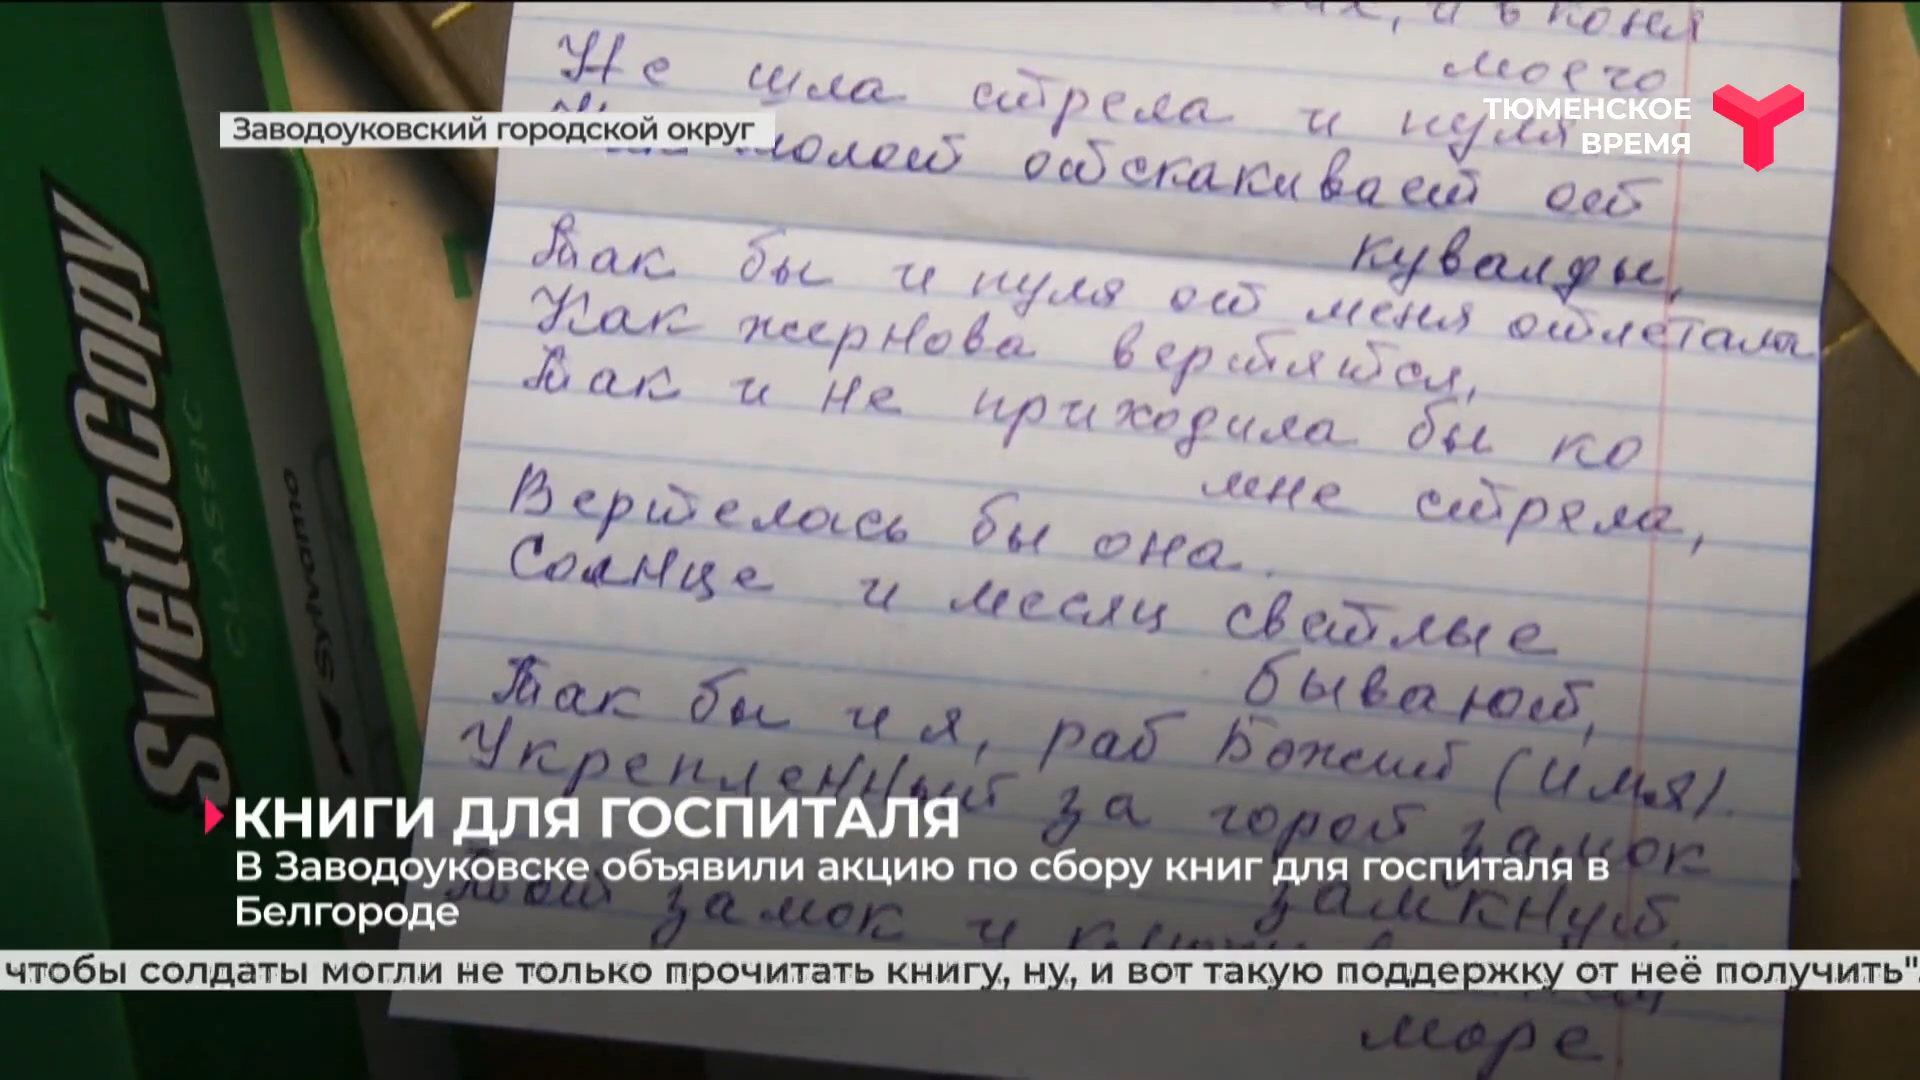 и в коня
моего
Не шла стрела и пуля
Заводоуковский городской округ
ТЮМЕНСКОЕ
ВРЕМЯ
молот отскакивает от
кувалды,
Так бы и пуля от меня отлетала
Как жернова вертятся,
Так и не приходила бы ко
мне стрела,
Вертелась бы она.
Солнце и месяц светлые
бывают,
Так бы и я, раб Божий (имя).
Укрепленный за горой замок
замкнут,
замок и
море
SvetoCopy
CLASSIC
SYLVAMO
КНИГИ ДЛЯ ГОСПИТАЛЯ
В Заводоуковске объявили акцию по сбору книг для госпиталя в
Белгороде
чтобы солдаты могли не только прочитать книгу, ну, и вот такую поддержку от неё получить".